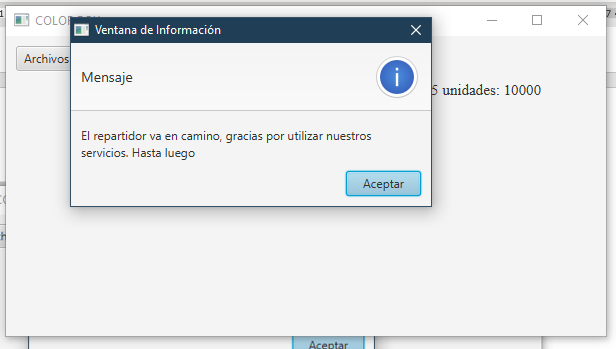 Ventana de Información
Mensaje
El repartidor va en camino, gracias por utilizar nuestros
servicios. Hasta luego
Aceptar
Archivos
5 unidades: 10000
Aceptar